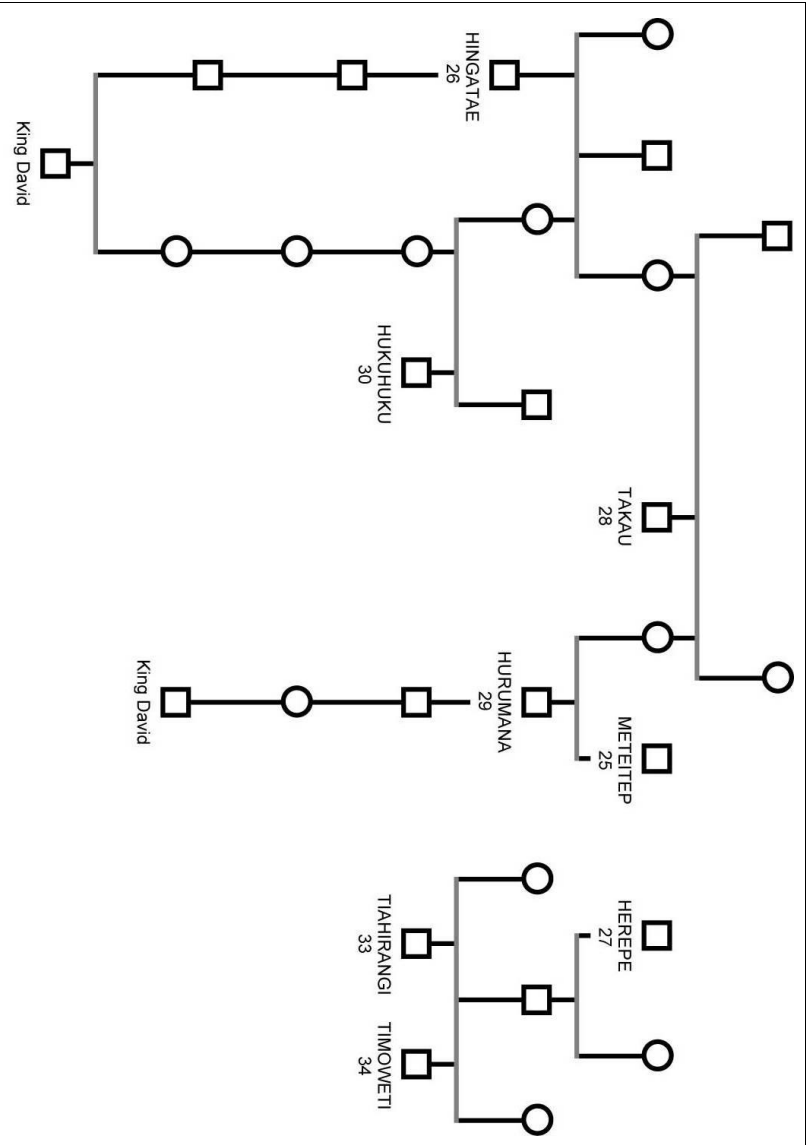 TAKAU
28
METEITEP
25
HEREPE
27
HINGATAE
26
HURUMANA
29
HUKUHUKU
30
TIAHIRANGI
33
TIMOWETI
34
King David
King David